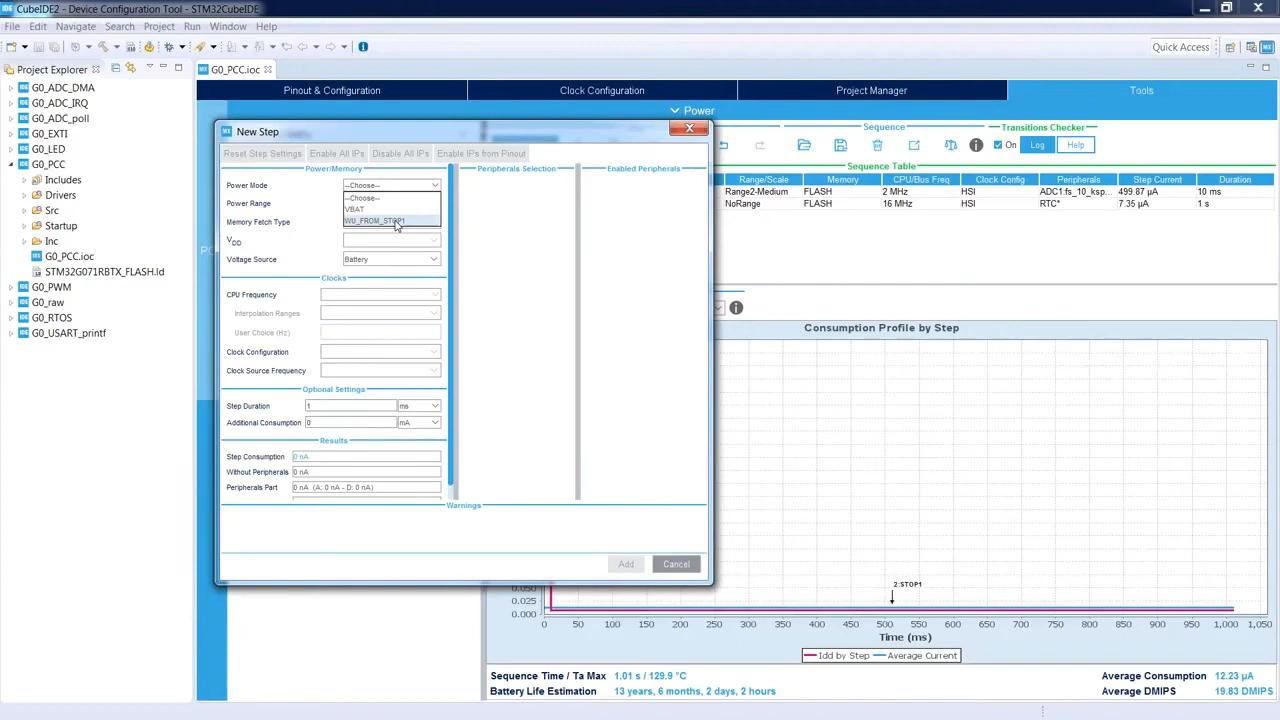 CubeIDE2 - Device Configuration Tool - STM32CubeIDE
File Edit Navigate Search Project Run Window Help
Quick Access
Project Explorer
G0_PCC.ioc
G0_ADC_DMA
G0_ADC_IRQ
G0_ADC_poll
G0_EXTI
G0_LED
G0_PCC
Includes
Drivers
Src
Startup
Inc
G0_PCC.ioc
STM32G071RBTX_FLASH.ld
G0_PWM
G0_raw
G0_RTOS
G0_USART_printf
Pinout & Configuration Clock Configuration Project Manager Tools
Power
Sequence Transitions Checker
On Log Help
Sequence Table
Range/Scale Memory CPU/Bus Freq Clock Config Peripherals Step Current Duration
Range2-Medium FLASH 2 MHz HSI ADC1:fs_10_ksp... 499.87 µA 10 ms
NoRange FLASH 16 MHz HSI RTC* 7.35 µA 1 s
New Step
Reset Step Settings Enable All IPs Disable All IPs Enable IPs from Pinout
Power/Memory Peripherals Selection Enabled Peripherals
Power Mode --Choose--
--Choose--
VBAT
WU_FROM_STOP1
Power Range
Memory Fetch Type
VDD
Voltage Source Battery
Clocks
CPU Frequency
Interpolation Ranges
User Choice (Hz)
Clock Configuration
Clock Source Frequency
Optional Settings
Step Duration 1 ms
Additional Consumption 0 mA
Results
Step Consumption 0 nA
Without Peripherals 0 nA
Peripherals Part 0 nA (A: 0 nA - D: 0 nA)
Warnings
Add Cancel
Consumption Profile by Step
2:STOP1
0.025
0.000
0 50 100 150 200 250 300 350 400 450 500 550 600 650 700 750 800 850 900 950 1,000 1,050
Time (ms)
Idd by Step Average Current
Sequence Time / Ta Max 1.01 s / 129.9 °C Average Consumption 12.23 µA
Battery Life Estimation 13 years, 6 months, 2 days, 2 hours Average DMIPS 19.83 DMIPS